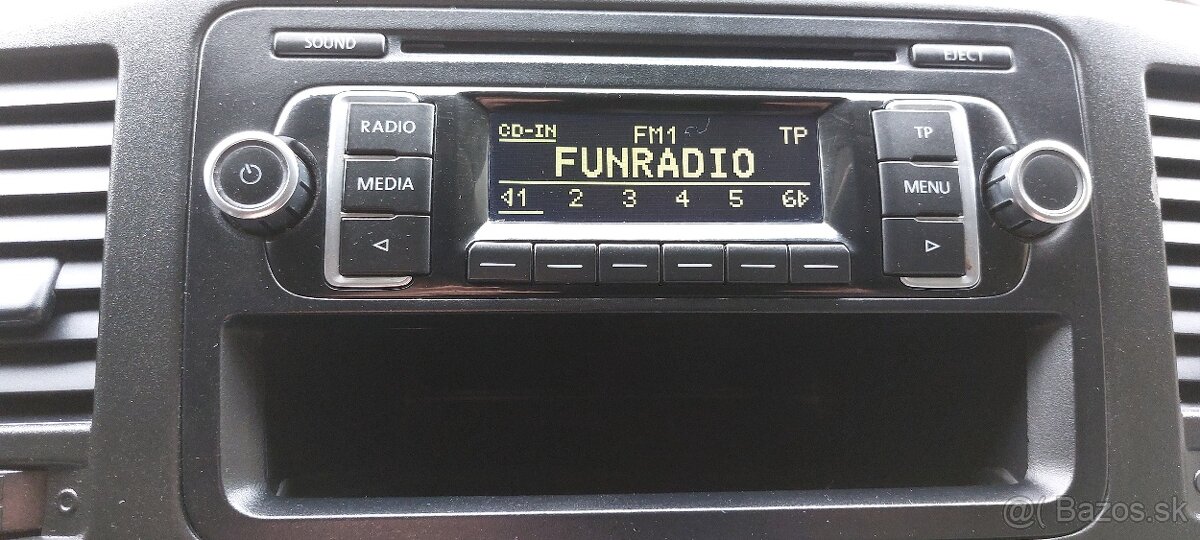 SOUND
EJECT
RADIO
CD-IN FM1 TP
TP
FUNRADIO
MEDIA
MENU
1 2 3 4 5 6
@( Bazos.sk